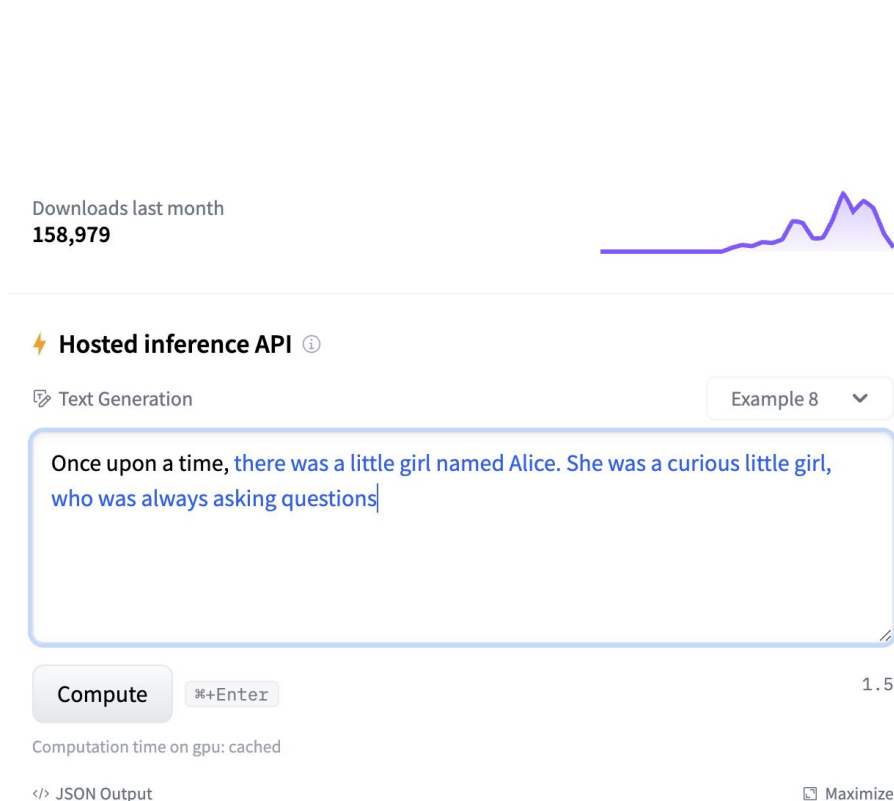 Downloads last month
158,979
Hosted inference API
Text Generation
Example 8
Once upon a time, there was a little girl named Alice. She was a curious little girl,
who was always asking questions
Compute
⌘+Enter
1.5
Computation time on gpu: cached
</> JSON Output
Maximize